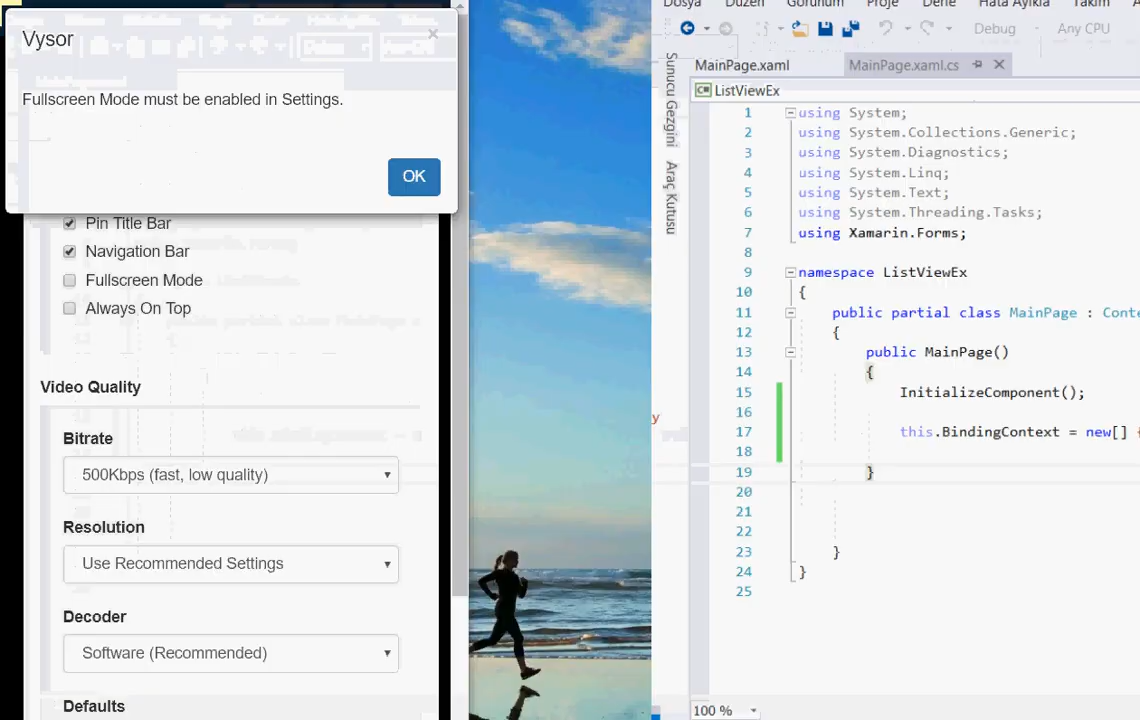 Vysor
×
Fullscreen Mode must be enabled in Settings.
OK
Pin Title Bar
Navigation Bar
Fullscreen Mode
Always On Top
Video Quality
Bitrate
500Kbps (fast, low quality)
Resolution
Use Recommended Settings
Decoder
Software (Recommended)
Defaults
Dosya Düzen Görünüm Proje Derle Hata Ayıkla Takım
Debug Any CPU
Sunucu Gezgini
Araç Kutusu
MainPage.xaml MainPage.xaml.cs
ListViewEx
1 using System;
2 using System.Collections.Generic;
3 using System.Diagnostics;
4 using System.Linq;
5 using System.Text;
6 using System.Threading.Tasks;
7 using Xamarin.Forms;
8
9 namespace ListViewEx
10 {
11 public partial class MainPage : Conte
12 {
13 public MainPage()
14 {
15 InitializeComponent();
16
17 this.BindingContext = new[] {
18
19 }
20
21
22
23 }
24 }
25
100 %